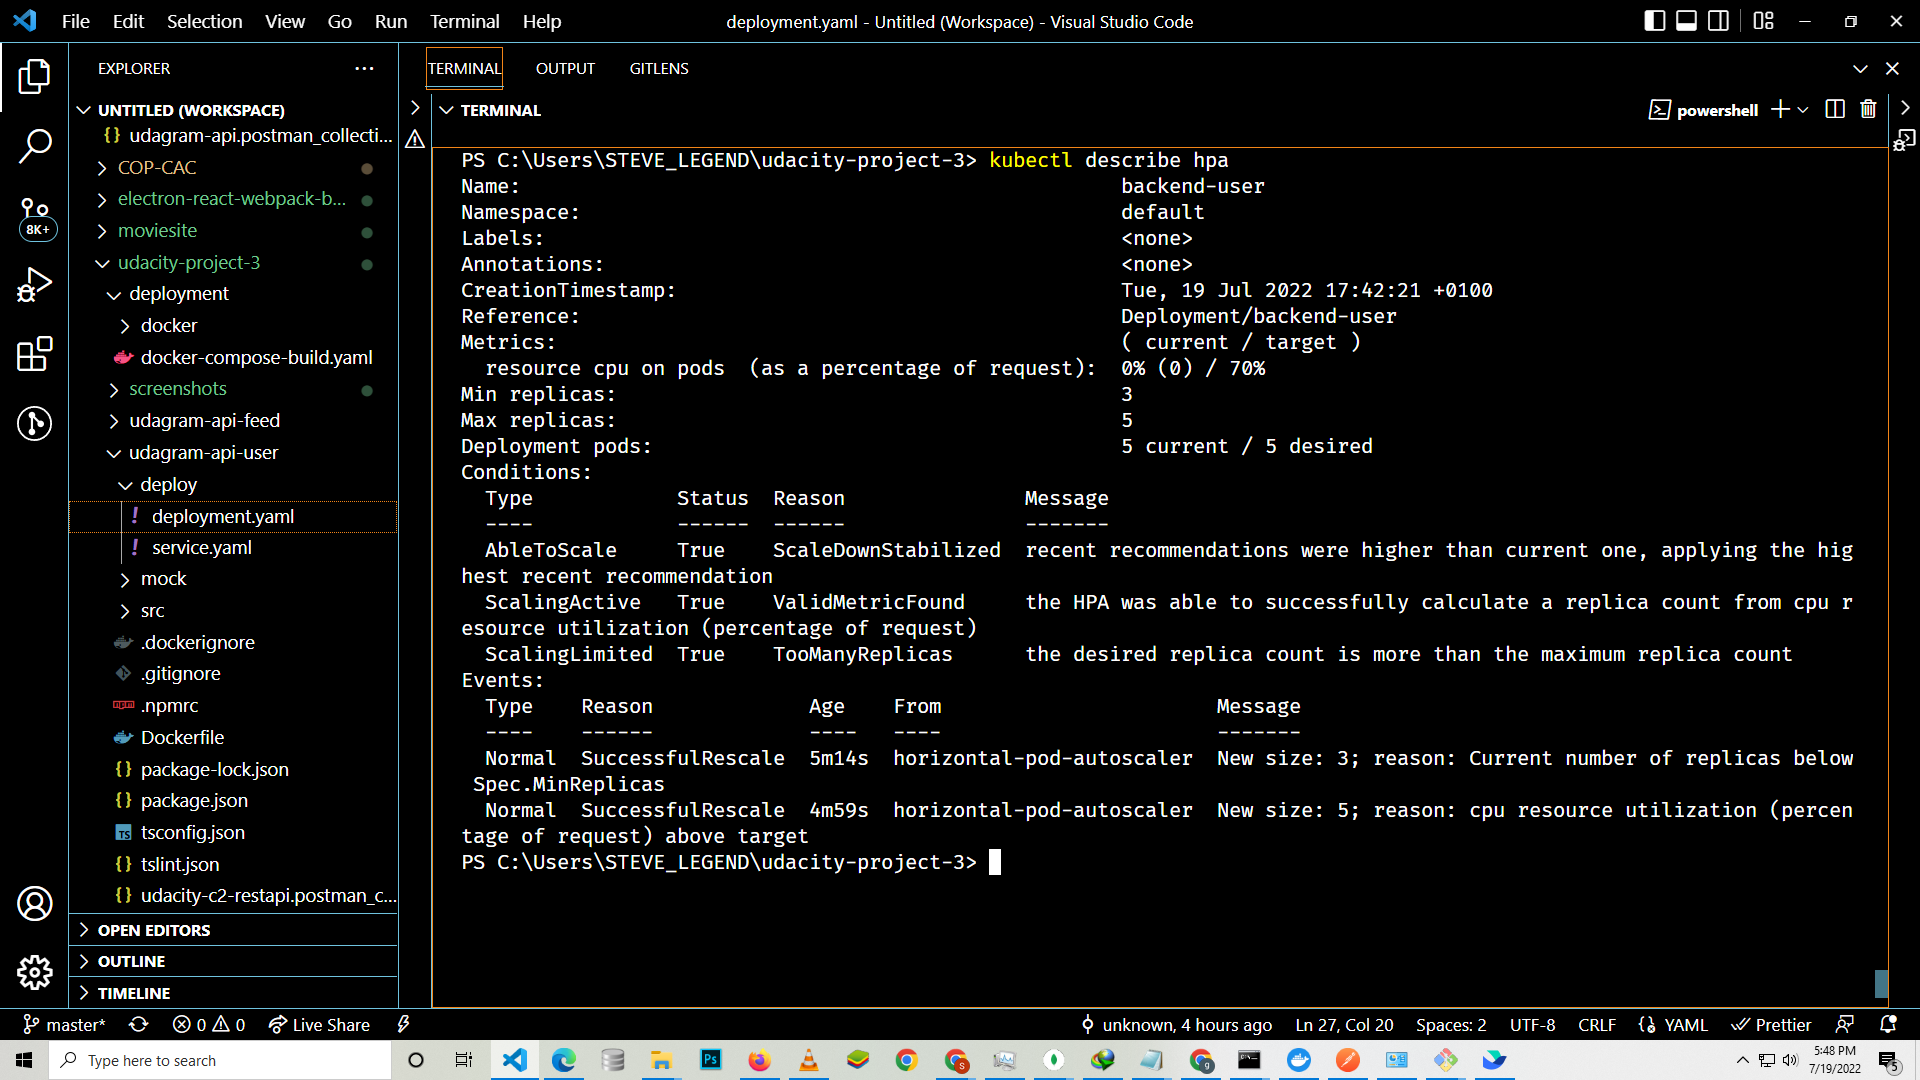 File Edit Selection View Go Run Terminal Help
deployment.yaml - Untitled (Workspace) - Visual Studio Code
EXPLORER
UNTITLED (WORKSPACE)
udagram-api.postman_collecti...
COP-CAC
electron-react-webpack-b...
moviesite
udacity-project-3
deployment
docker
docker-compose-build.yaml
screenshots
udagram-api-feed
udagram-api-user
deploy
deployment.yaml
service.yaml
mock
src
.dockerignore
.gitignore
.npmrc
Dockerfile
package-lock.json
package.json
tsconfig.json
tslint.json
udacity-c2-restapi.postman_c...
OPEN EDITORS
OUTLINE
TIMELINE
8K+
TERMINAL OUTPUT GITLENS
TERMINAL
powershell
PS C:\Users\STEVE_LEGEND\udacity-project-3> kubectl describe hpa
Name: backend-user
Namespace: default
Labels: <none>
Annotations: <none>
CreationTimestamp: Tue, 19 Jul 2022 17:42:21 +0100
Reference: Deployment/backend-user
Metrics: ( current / target )
resource cpu on pods (as a percentage of request): 0% (0) / 70%
Min replicas: 3
Max replicas: 5
Deployment pods: 5 current / 5 desired
Conditions:
Type Status Reason Message
---- ------ ------ -------
AbleToScale True ScaleDownStabilized recent recommendations were higher than current one, applying the hig
hest recent recommendation
ScalingActive True ValidMetricFound the HPA was able to successfully calculate a replica count from cpu r
esource utilization (percentage of request)
ScalingLimited True TooManyReplicas the desired replica count is more than the maximum replica count
Events:
Type Reason Age From Message
---- ------ ---- ---- -------
Normal SuccessfulRescale 5m14s horizontal-pod-autoscaler New size: 3; reason: Current number of replicas below
Spec.MinReplicas
Normal SuccessfulRescale 4m59s horizontal-pod-autoscaler New size: 5; reason: cpu resource utilization (percen
tage of request) above target
PS C:\Users\STEVE_LEGEND\udacity-project-3>
master* 0 0 Live Share unknown, 4 hours ago Ln 27, Col 20 Spaces: 2 UTF-8 CRLF YAML Prettier
Type here to search
5:48 PM
7/19/2022
5